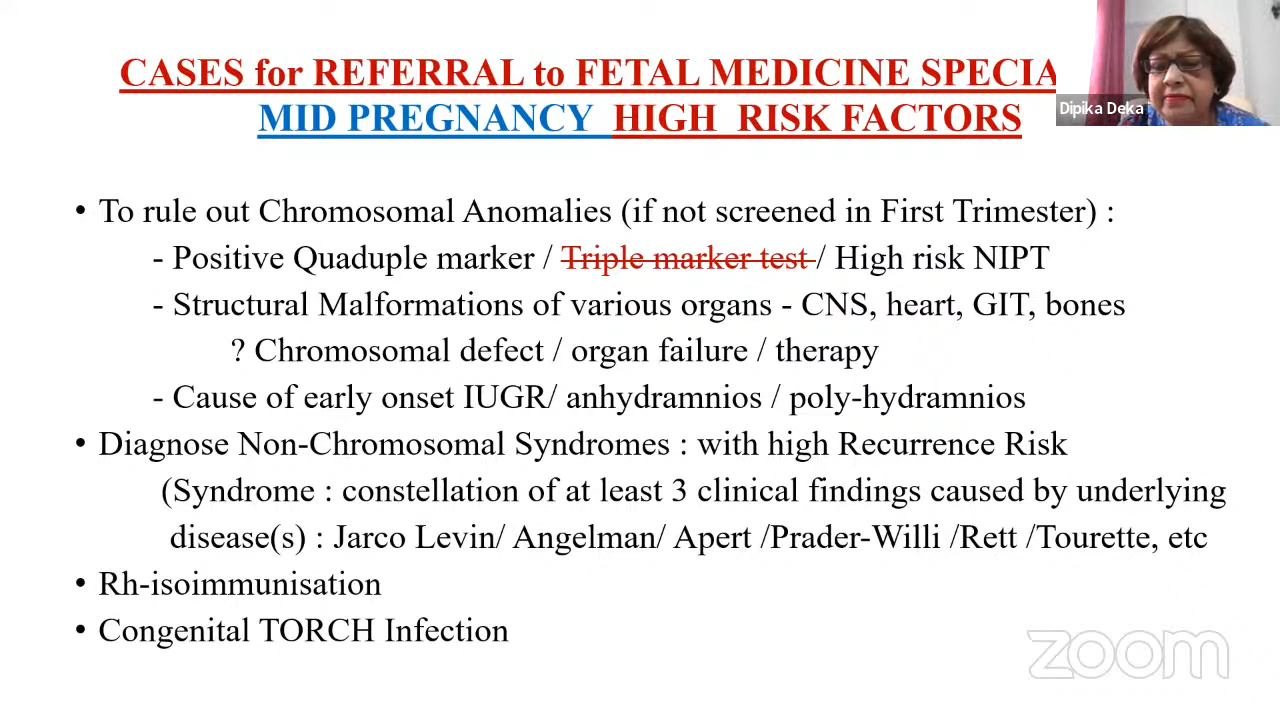 CASES for REFERRAL to FETAL MEDICINE
MID PREGNANCY HIGH RISK FACTORS
Dipika Deka
• To rule out Chromosomal Anomalies (if not screened in First Trimester) :
- Positive Quaduple marker / Triple marker test / High risk NIPT
- Structural Malformations of various organs - CNS, heart, GIT, bones
? Chromosomal defect / organ failure / therapy
- Cause of early onset IUGR/ anhydramnios / poly-hydramnios
• Diagnose Non-Chromosomal Syndromes : with high Recurrence Risk
(Syndrome : constellation of at least 3 clinical findings caused by underlying
disease(s) : Jarco Levin/ Angelman/ Apert /Prader-Willi /Rett /Tourette, etc
• Rh-isoimmunisation
• Congenital TORCH Infection
zoom